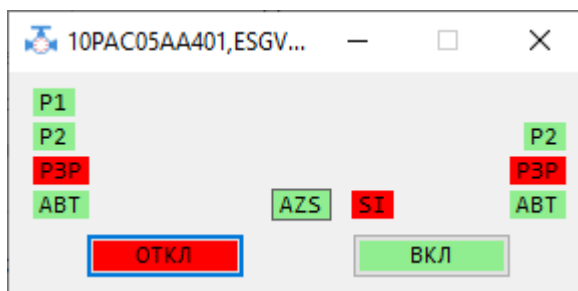 10PAC05AA401,ESGV...
P1
P2 P2
РЗР РЗР
АВТ AZS SI АВТ
ОТКЛ ВКЛ